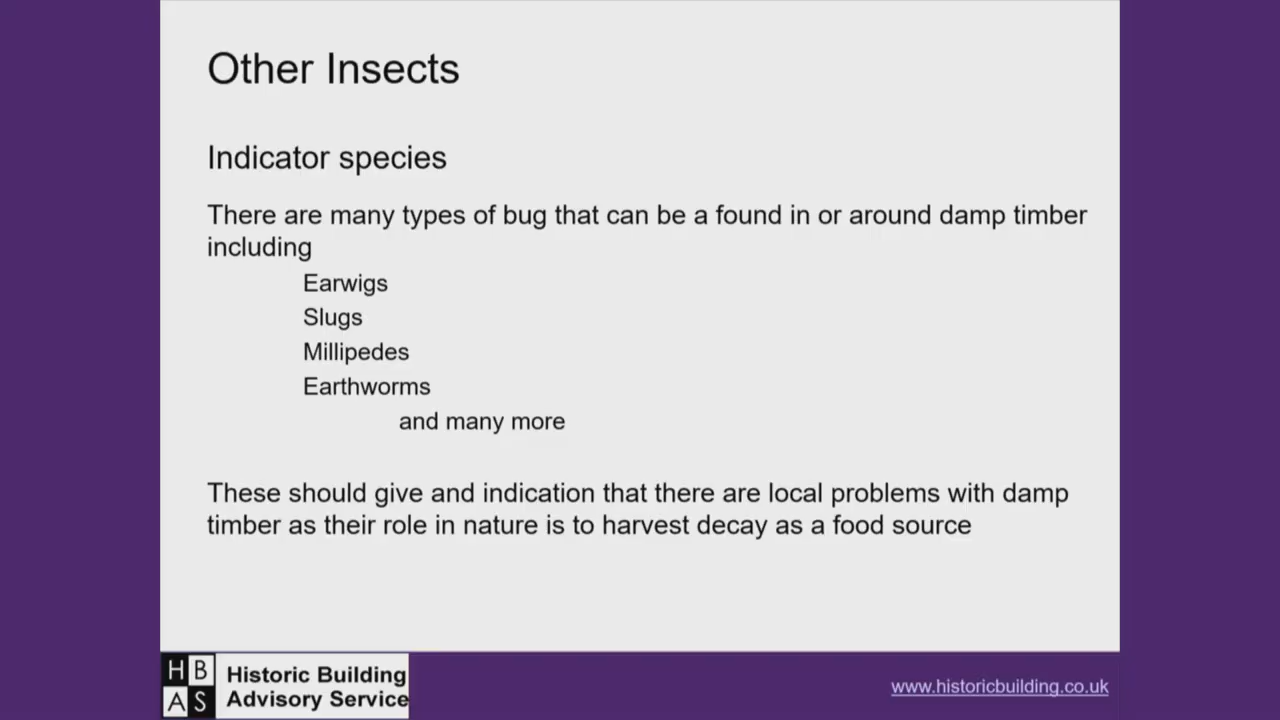 Other Insects
Indicator species
There are many types of bug that can be a found in or around damp timber
including
Earwigs
Slugs
Millipedes
Earthworms
and many more
These should give and indication that there are local problems with damp
timber as their role in nature is to harvest decay as a food source
H B
A S
Historic Building
Advisory Service
www.historicbuilding.co.uk